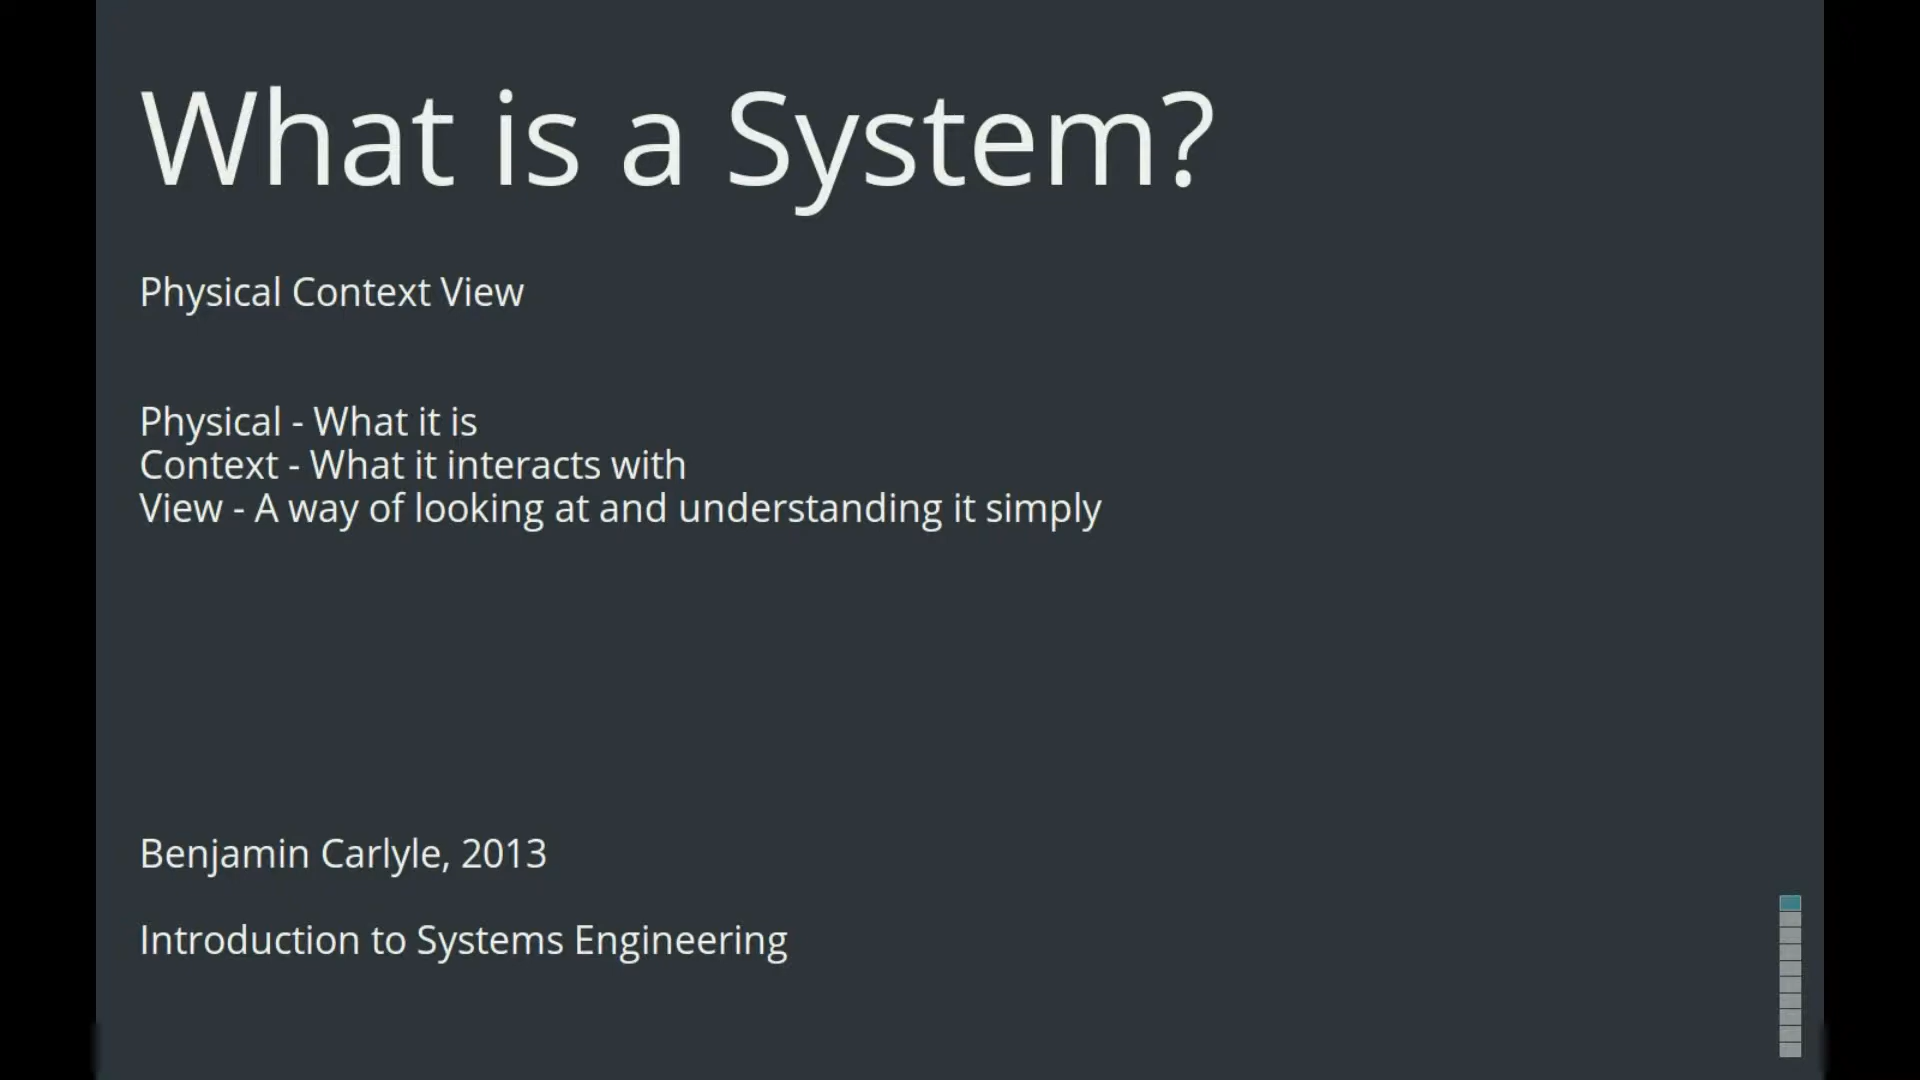 What is a System?
Physical Context View
Physical - What it is
Context - What it interacts with
View - A way of looking at and understanding it simply
Benjamin Carlyle, 2013
Introduction to Systems Engineering